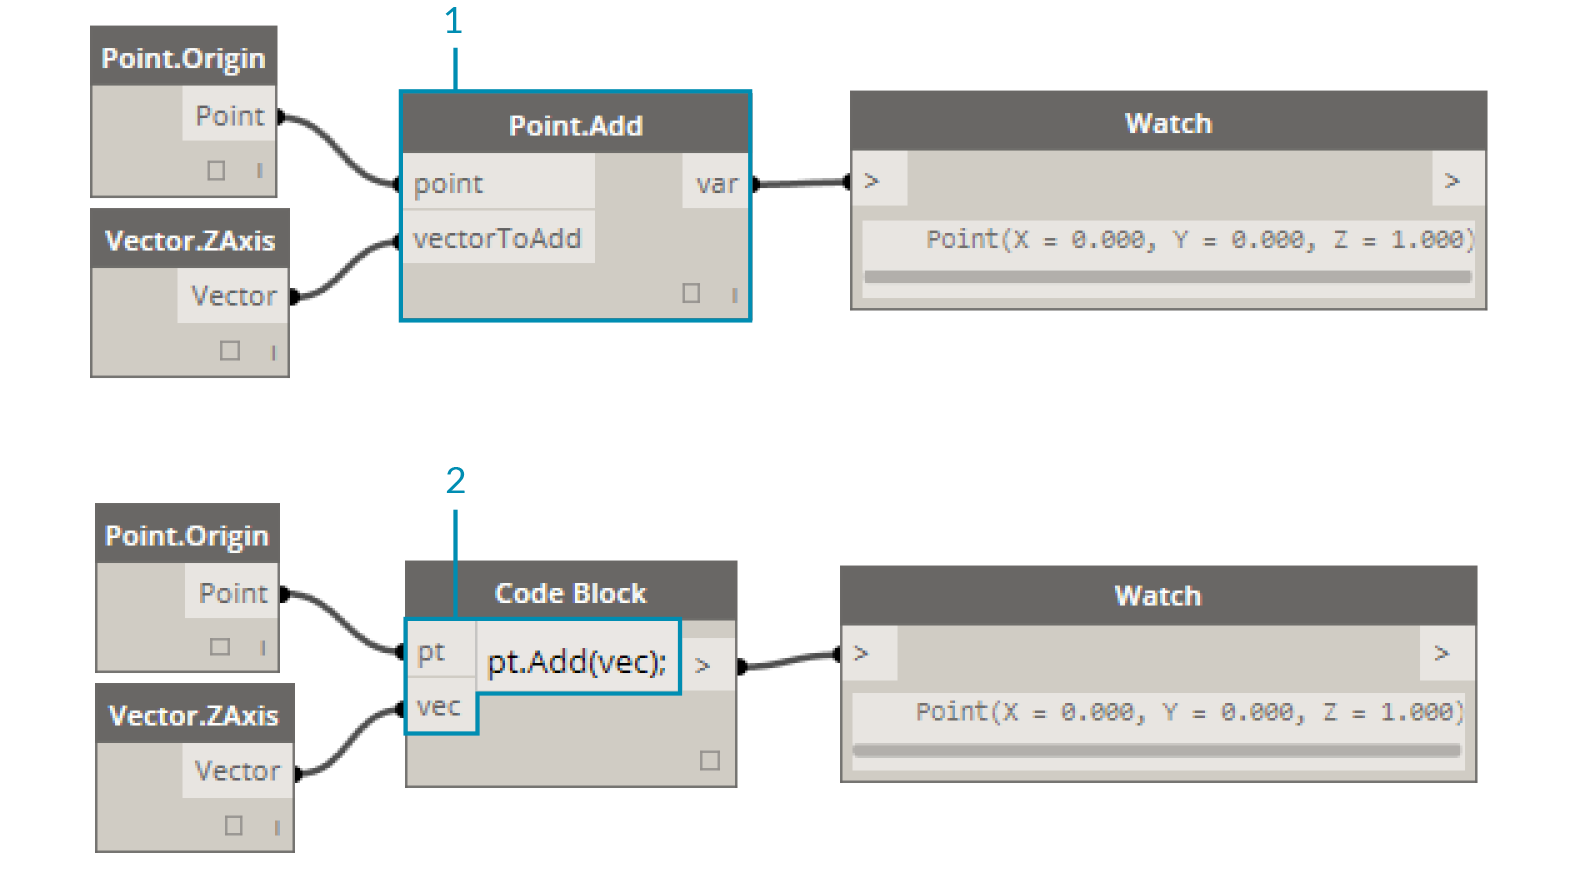 1
Point.Origin
Point
Vector.ZAxis
Vector
Point.Add
point
var
vectorToAdd
Watch
> >
Point(X = 0.000, Y = 0.000, Z = 1.000)
2
Point.Origin
Point
Vector.ZAxis
Vector
Code Block
pt
pt.Add(vec);
>
vec
Watch
> >
Point(X = 0.000, Y = 0.000, Z = 1.000)